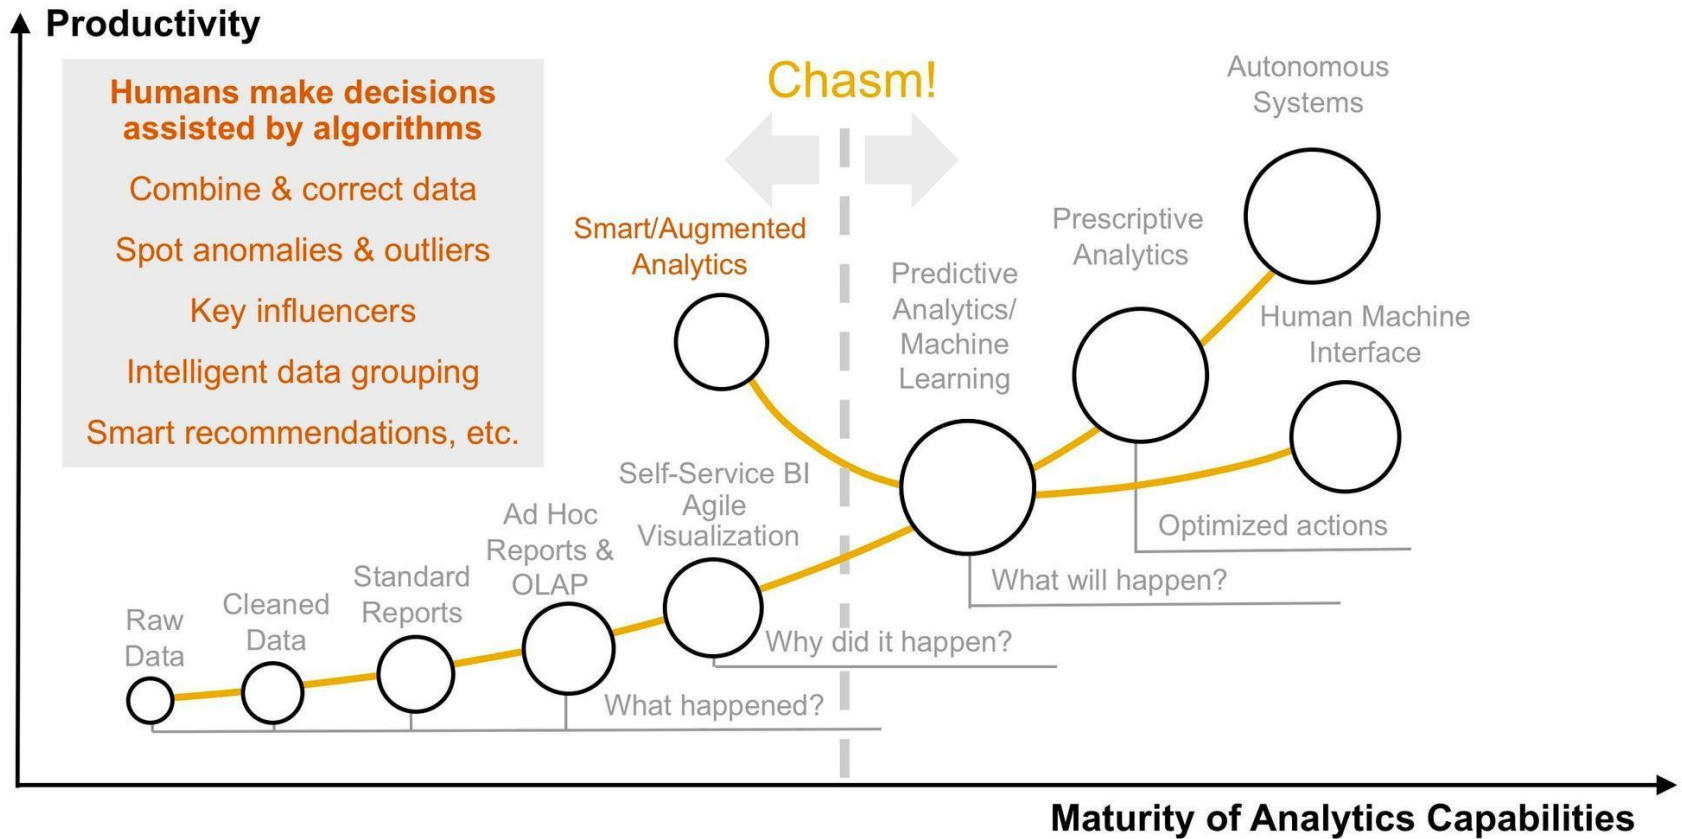 Productivity
Humans make decisions
assisted by algorithms
Combine & correct data
Spot anomalies & outliers
Key influencers
Intelligent data grouping
Smart recommendations, etc.
Chasm!
Raw
Data
Cleaned
Data
Standard
Reports
Ad Hoc
Reports &
OLAP
Self-Service BI
Agile
Visualization
Smart/Augmented
Analytics
Predictive
Analytics/
Machine
Learning
Prescriptive
Analytics
Autonomous
Systems
Human Machine
Interface
What happened?
Why did it happen?
What will happen?
Optimized actions
Maturity of Analytics Capabilities